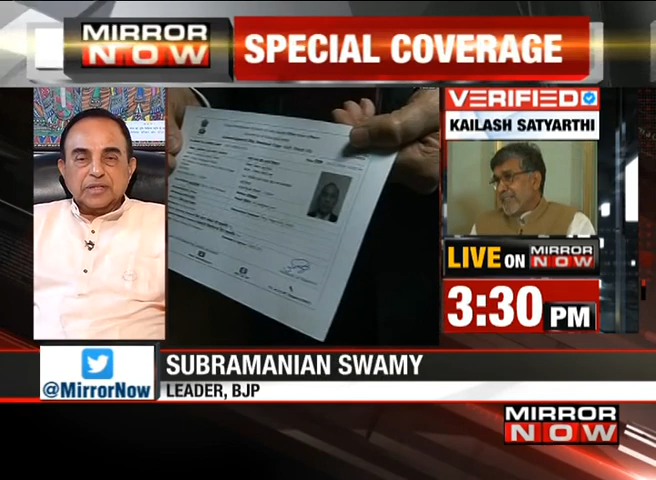 MIRROR
NOW
SPECIAL COVERAGE
VERIFIED
KAILASH SATYARTHI
LIVE ON MIRROR
NOW
3:30 PM
SUBRAMANIAN SWAMY
@MirrorNow
LEADER, BJP
MIRROR
NOW